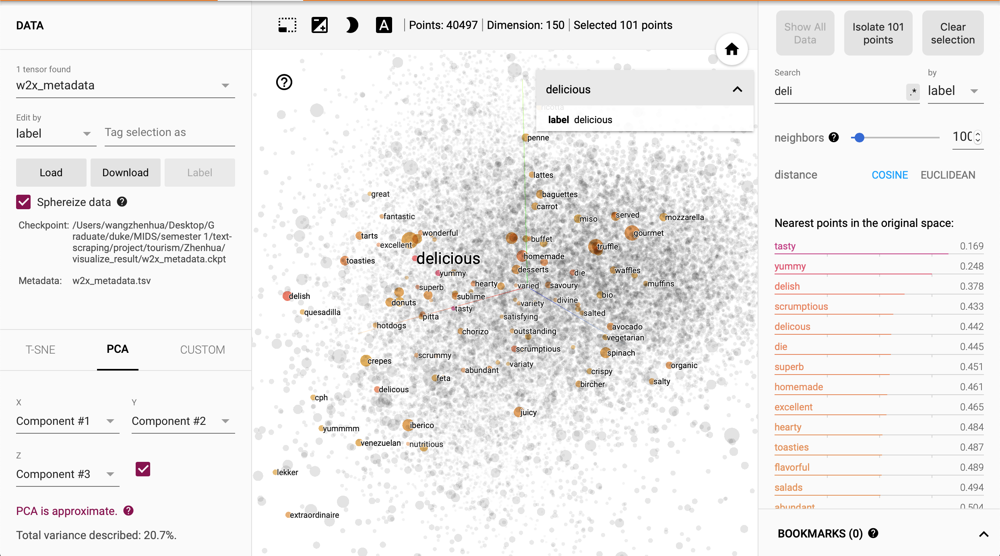 DATA
1 tensor found
w2x_metadata
Edit by
label
Tag selection as
Load
Download
Label
Sphereize data
Checkpoint: /Users/wangzhenhua/Desktop/G
raduate/duke/MIDS/semester 1/text-
scraping/project/tourism/Zhenhua/
visualize_result/w2x_metadata.ckpt
Metadata: w2x_metadata.tsv
T-SNE
PCA
CUSTOM
X
Component #1
Y
Component #2
Z
Component #3
PCA is approximate.
Total variance described: 20.7%.
A
Points: 40497
Dimension: 150
Selected 101 points
delicious
ricotta
label delicious
penne
lattes
great
baguettes
carrot
fantastic
served
mozzarella
miso
wonderful
gourmet
tarts
buffet
excellent
truffle
homemade
delicious
toasties
desserts
waffles
yummy
die
hearty
muffins
varied
savoury
superb
bio
delish
sublime
divine
donuts
variety
tasty
quesadilla
salted
pitta
satisfying
hotdogs
avocado
chorizo
outstanding
vegetarian
scrumptious
spinach
scrummy
crepes
variaty
organic
abundant
crispy
feta
salty
bircher
delicous
cph
juicy
iberico
yummmm
venezuelan
nutritious
lekker
extraordinaire
Show All
Data
Isolate 101
points
Clear
selection
Search
deli
.*
by
label
neighbors
100
distance
COSINE
EUCLIDEAN
Nearest points in the original space:
tasty 0.169
yummy 0.248
delish 0.378
scrumptious 0.433
delicous 0.442
die 0.445
superb 0.451
homemade 0.461
excellent 0.465
hearty 0.484
toasties 0.487
flavorful 0.489
salads 0.494
abundant 0.504
BOOKMARKS (0)